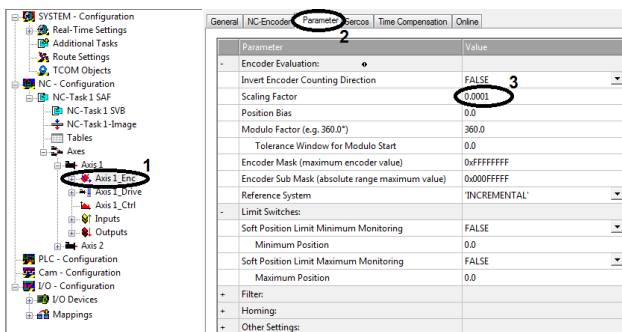 SYSTEM - Configuration
Real-Time Settings
Additional Tasks
Route Settings
TCOM Objects
NC - Configuration
NC-Task 1 SAF
NC-Task 1 SVB
NC-Task 1-Image
Tables
Axes
Axis 1
1
Axis 1_Enc
Axis 1_Drive
Axis 1_Ctrl
Inputs
Outputs
Axis 2
PLC - Configuration
Cam - Configuration
I/O - Configuration
I/O Devices
Mappings
General NC-Encoder Parameter Sercos Time Compensation Online
2
Parameter Value
- Encoder Evaluation:
Invert Encoder Counting Direction FALSE
3
Scaling Factor 0.0001
Position Bias 0.0
Modulo Factor (e.g. 360.0°) 360.0
Tolerance Window for Modulo Start 0.0
Encoder Mask (maximum encoder value) 0xFFFFFFFF
Encoder Sub Mask (absolute range maximum value) 0x000FFFFF
Reference System 'INCREMENTAL'
- Limit Switches:
Soft Position Limit Minimum Monitoring FALSE
Minimum Position 0.0
Soft Position Limit Maximum Monitoring FALSE
Maximum Position 0.0
+ Filter:
+ Homing:
+ Other Settings: